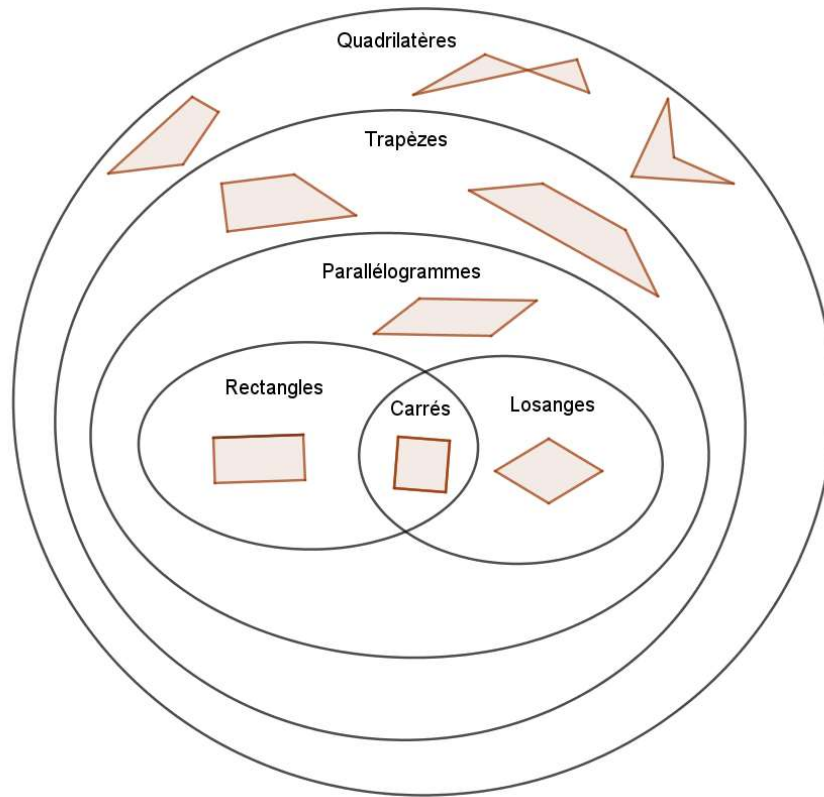 Quadrilatères
Trapèzes
Parallélogrammes
Rectangles
Carrés
Losanges